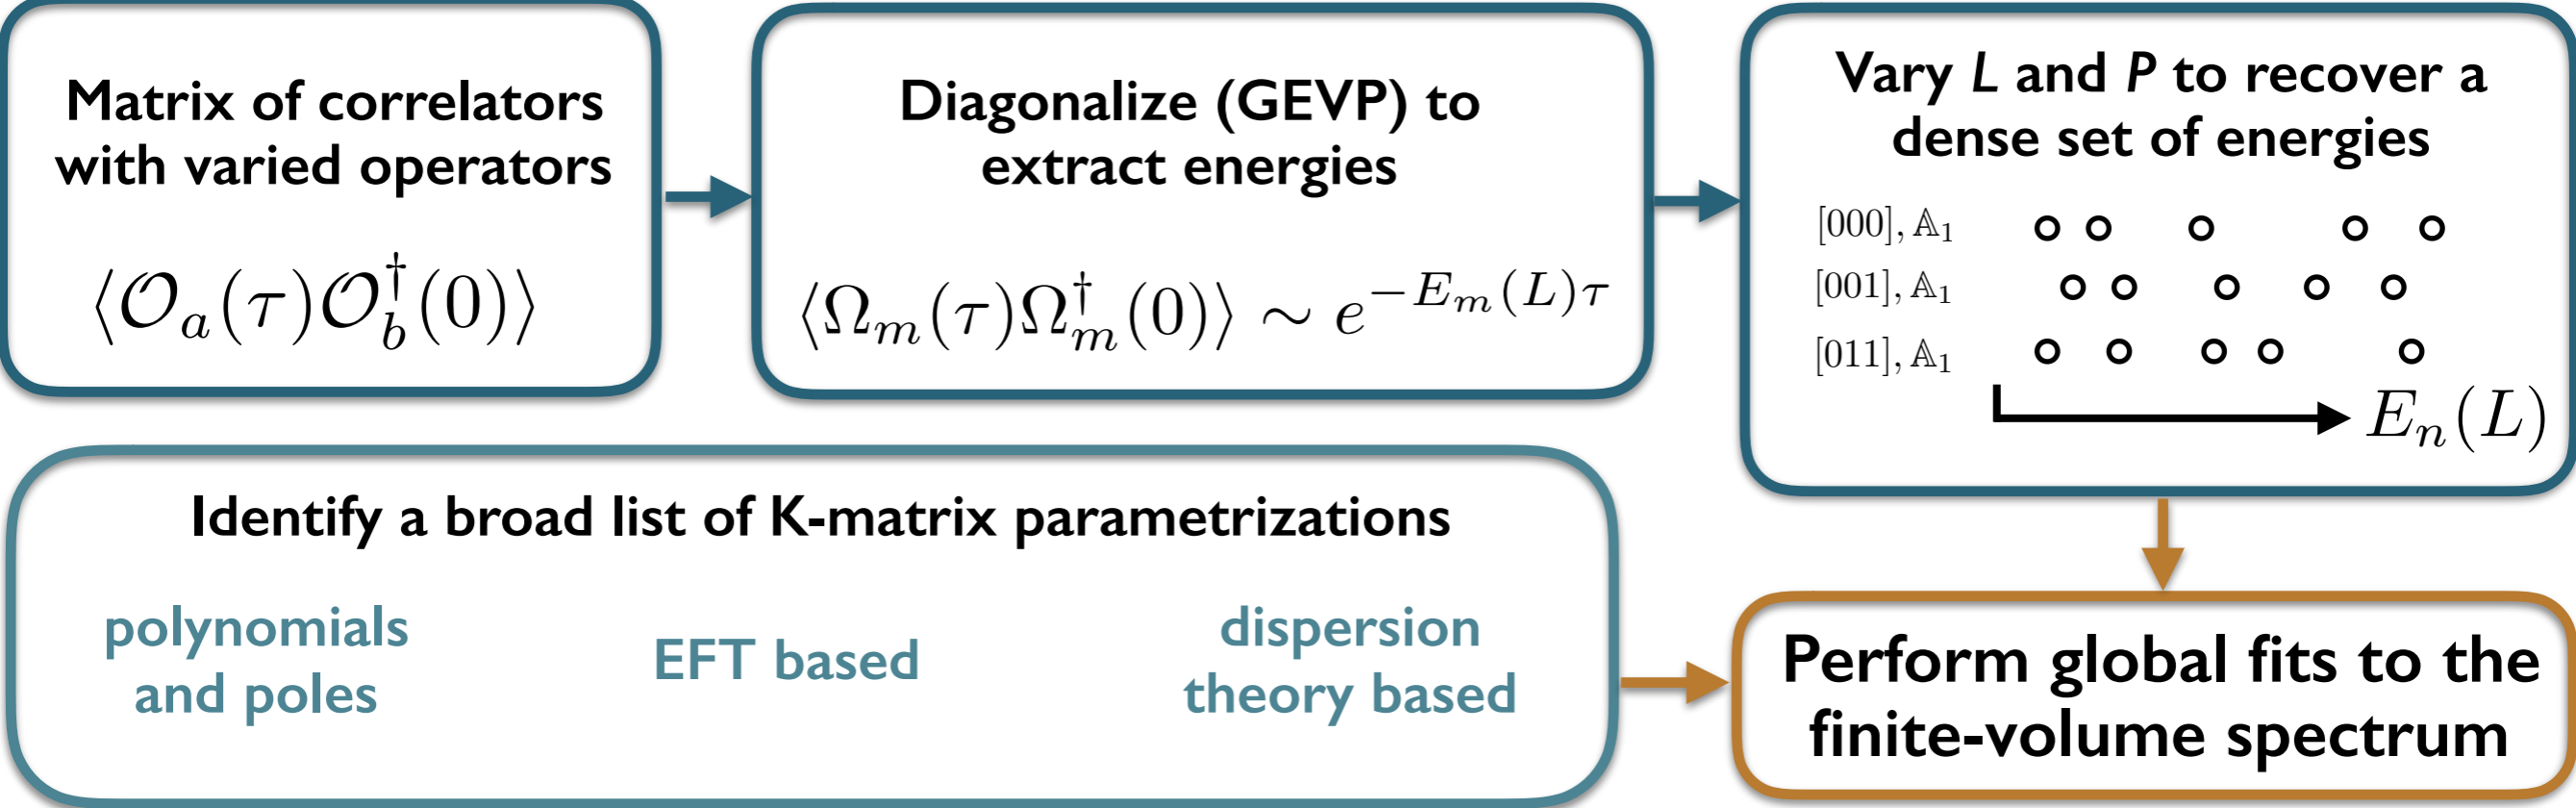 Matrix of correlators
with varied operators
⟨𝒪ₐ(τ)𝒪_b^†(0)⟩
Diagonalize (GEVP) to
extract energies
⟨Ωₘ(τ)Ωₘ^†(0)⟩ ∼ e^{−Eₘ(L)τ}
Vary L and P to recover a
dense set of energies
[000], 𝔸₁
[001], 𝔸₁
[011], 𝔸₁
Eₙ(L)
Identify a broad list of K-matrix parametrizations
polynomials
and poles
EFT based
dispersion
theory based
Perform global fits to the
finite-volume spectrum